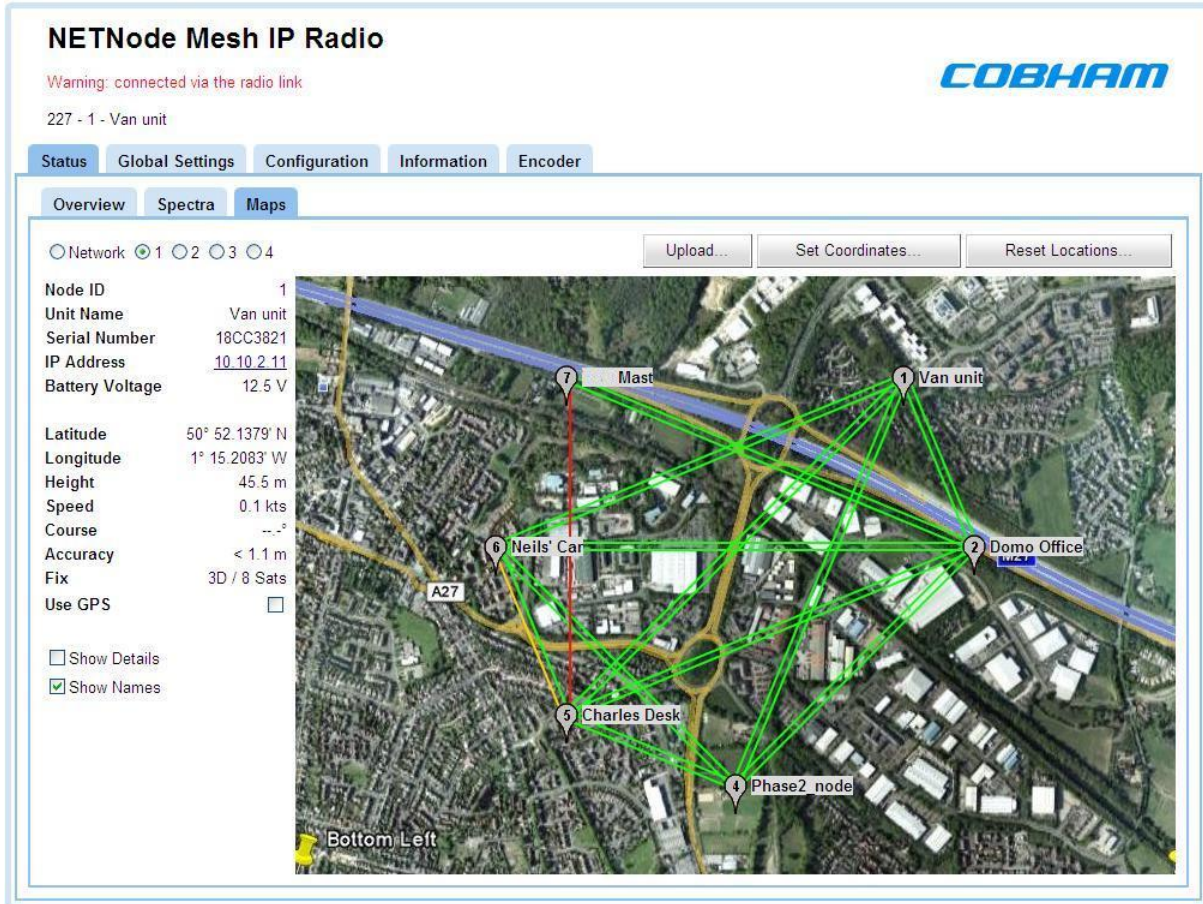 NETNode Mesh IP Radio
Warning: connected via the radio link
COBHAM
227 - 1 - Van unit
Status Global Settings Configuration Information Encoder
Overview Spectra Maps
Network 1 2 3 4
Upload... Set Coordinates... Reset Locations...
Node ID 1
Unit Name Van unit
Serial Number 18CC3821
IP Address 10.10.2.11
Battery Voltage 12.5 V
Latitude 50° 52.1379' N
Longitude 1° 15.2083' W
Height 45.5 m
Speed 0.1 kts
Course --.-°
Accuracy < 1.1 m
Fix 3D / 8 Sats
Use GPS
Show Details
Show Names
7 Mast
1 Van unit
6 Neils' Car
2 Domo Office
M27
A27
5 Charles Desk
4 Phase2_node
Bottom Left